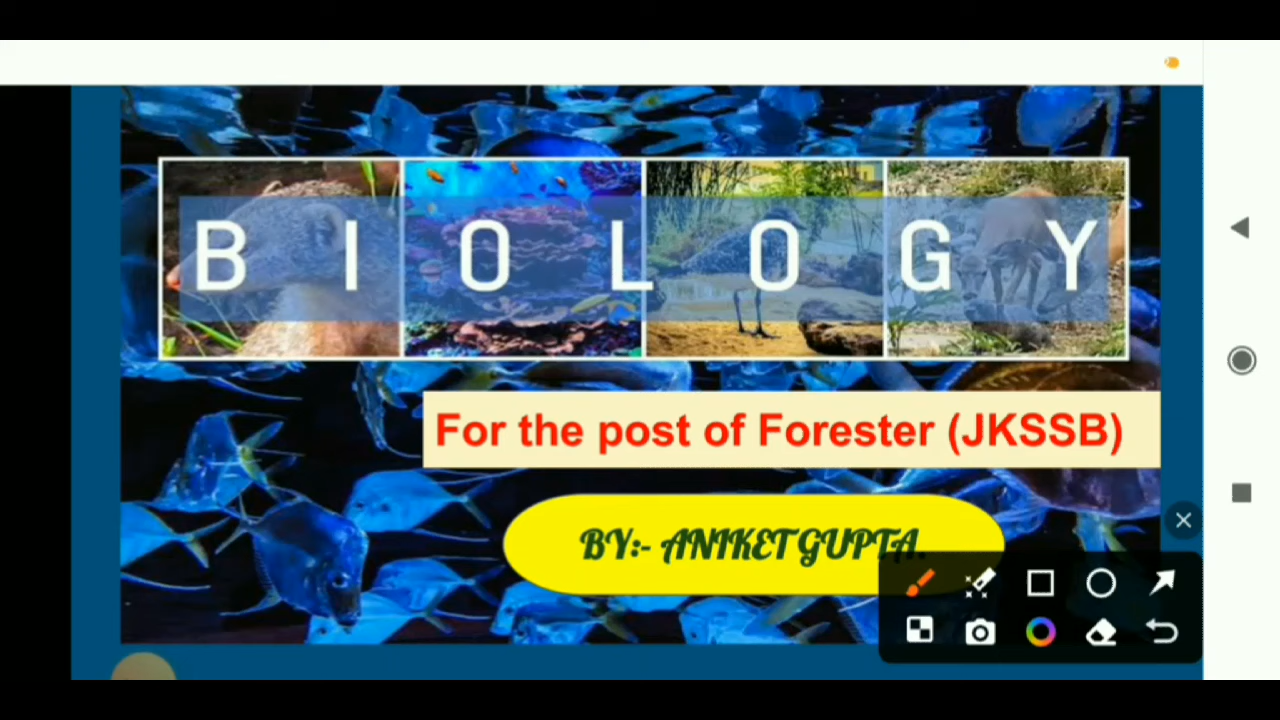 BIOLOGY
For the post of Forester (JKSSB)
BY:- ANIKET GUPTA.